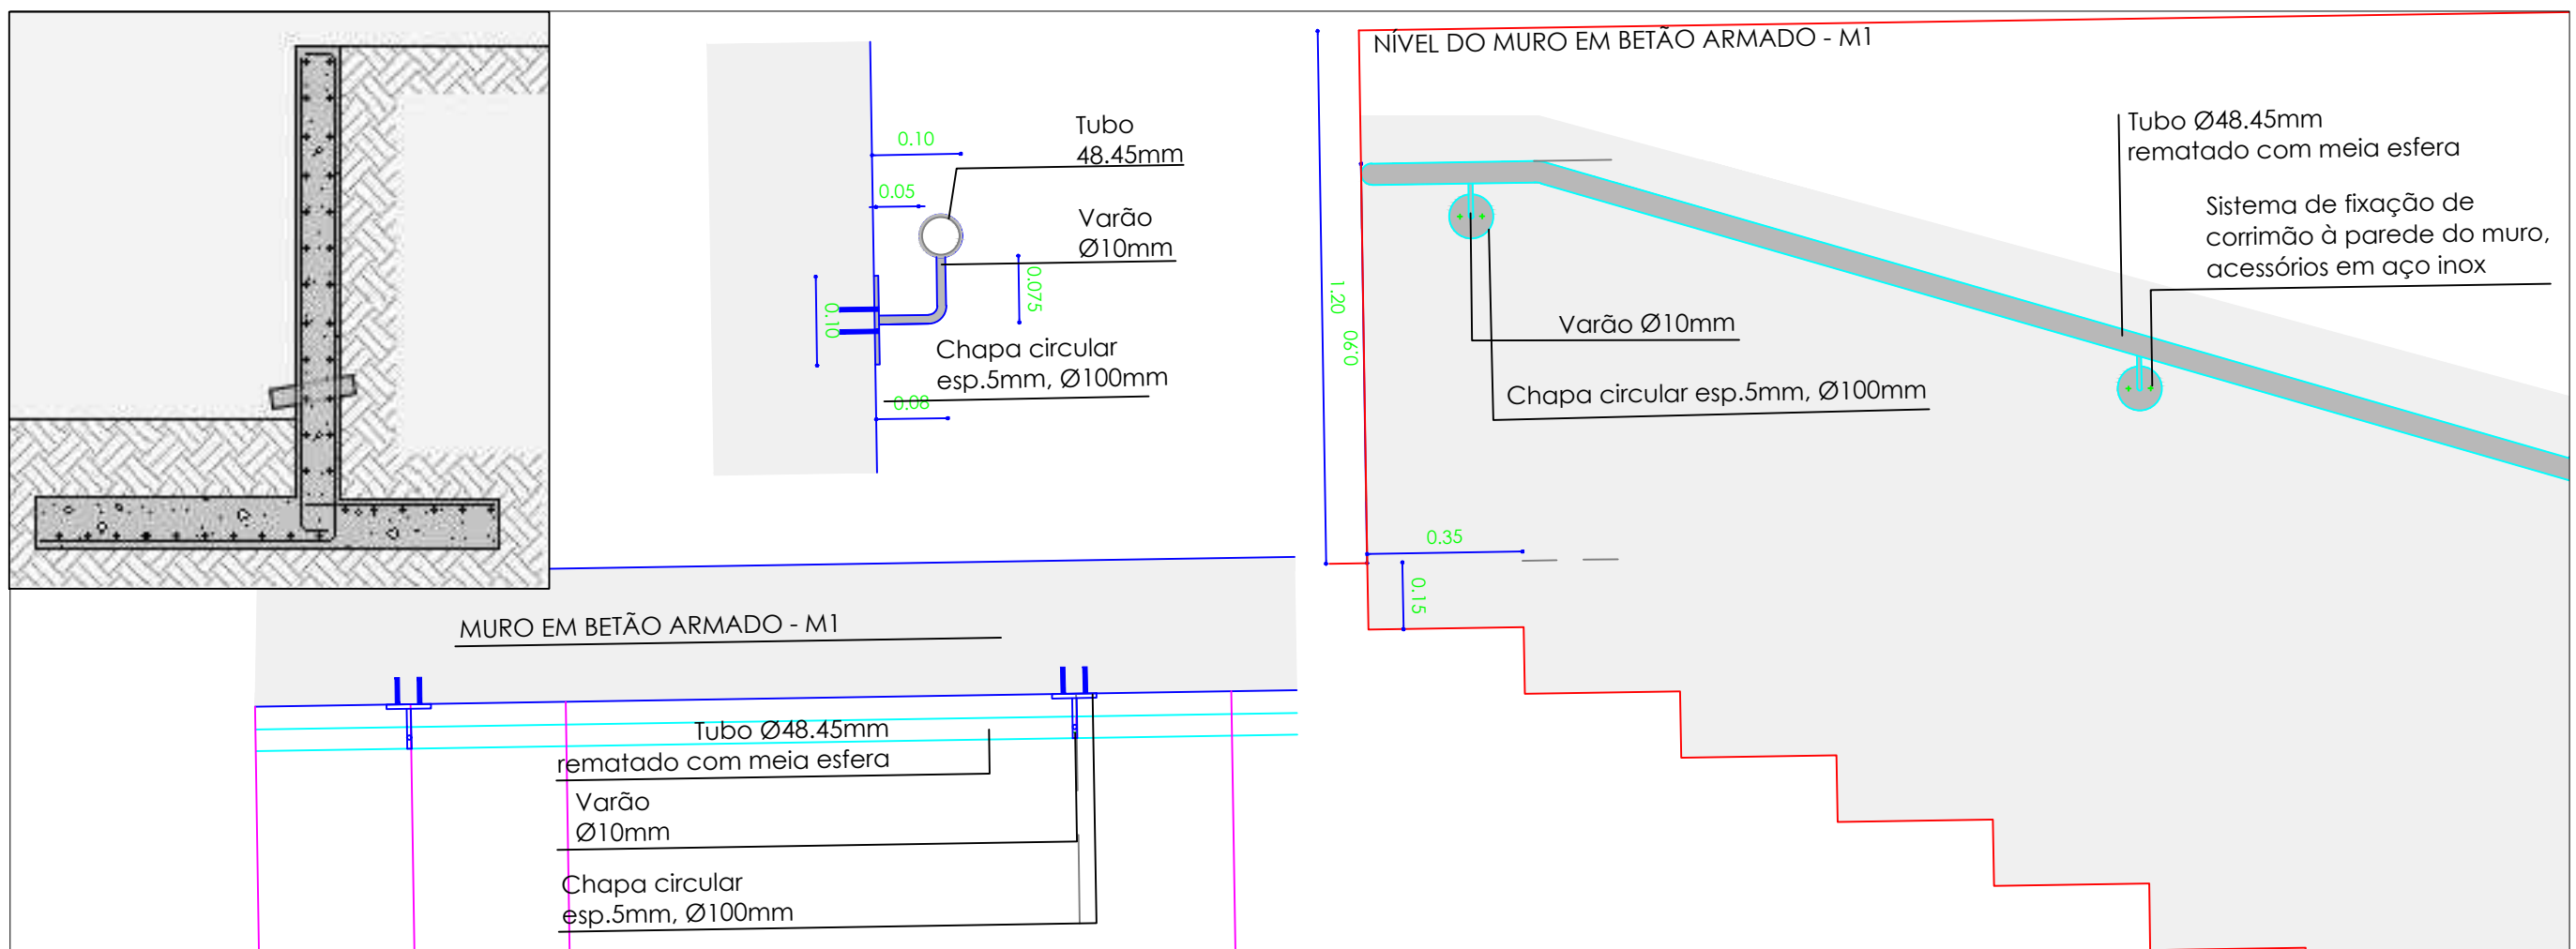 0.10
0.05
Tubo
48.45mm
Varão
Ø10mm
0.075
0.10
Chapa circular
esp.5mm, Ø100mm
0.08
MURO EM BETÃO ARMADO - M1
Tubo Ø48.45mm
rematado com meia esfera
Varão
Ø10mm
Chapa circular
esp.5mm, Ø100mm
NÍVEL DO MURO EM BETÃO ARMADO - M1
Tubo Ø48.45mm
rematado com meia esfera
Sistema de fixação de
corrimão à parede do muro,
acessórios em aço inox
1.20
0.90
Varão Ø10mm
Chapa circular esp.5mm, Ø100mm
0.35
0.15